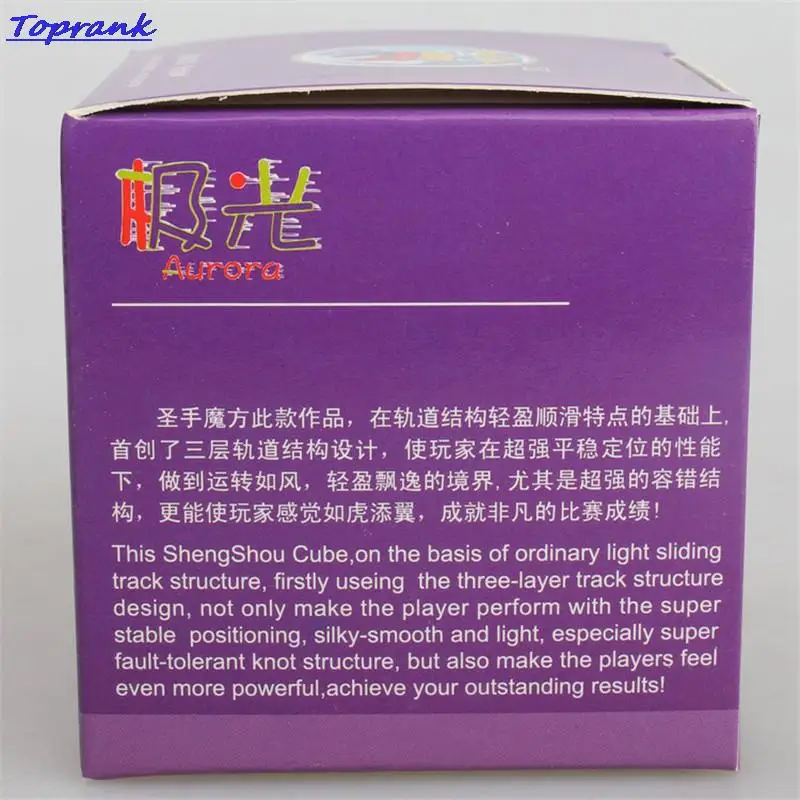 Toprank
极光
Aurora
圣手魔方此款作品，在轨道结构轻盈顺滑特点的基础上，
首创了三层轨道结构设计，使玩家在超强平稳定位的性能
下，做到运转如风，轻盈飘逸的境界，尤其是超强的容错结
构，更能使玩家感觉如虎添翼，成就非凡的比赛成绩！
This ShengShou Cube,on the basis of ordinary light sliding
track structure, firstly useing the three-layer track structure
design, not only make the player perform with the super
stable positioning, silky-smooth and light, especially super
fault-tolerant knot structure, but also make the players feel
even more powerful,achieve your outstanding results!